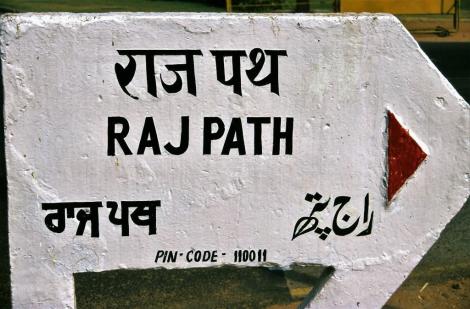 राज पथ
RAJ PATH
ਰਾਜ ਪਥ
راج پتھ
PIN-CODE-110011